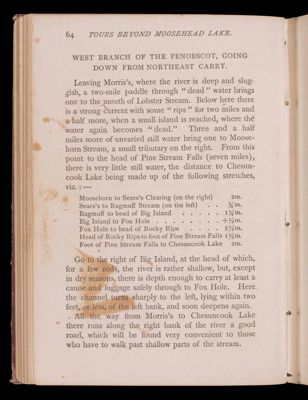 64 TOURS BEYOND MOOSEHEAD LAKE.
WEST BRANCH OF THE PENOBSCOT, GOING
DOWN FROM NORTHEAST CARRY.
Leaving Morris's, where the river is deep and slug-
gish, a two-mile paddle through “dead” water brings
one to the mouth of Lobster Stream. Below here there
is a strong current with some “rips” for two miles and
a half more, when a small island is reached, where the
water again becomes “dead.” Three and a half
miles more of unvaried still water bring one to Moose-
horn Stream, a small tributary on the right. From this
point to the head of Pine Stream Falls (seven miles),
there is very little still water, the distance to Chesun-
cook Lake being made up of the following stretches,
viz.: —
Moosehorn to Sears's Clearing (on the right) 2m.
Sears's to Ragmuff Stream (on the left) . . ¾m.
Ragmuff to head of Big Island . . . . . 1¾m.
Big Island to Fox Hole . . . . . . . .
Fox Hole to head of Rocky Rips . . . . 2½m.
Head of Rocky Rips to foot of Pine Stream Falls 1½m.
Foot of Pine Stream Falls to Chesuncook Lake 2m.
Go to the right of Big Island, at the head of which,
for a few rods, the river is rather shallow, but, except
in dry seasons, there is depth enough to carry at least a
canoe and luggage safely through to Fox Hole. Here
the channel turns sharply to the left, lying within two
feet, or less, of the left bank, and soon deepens again.
All the way from Morris's to Chesuncook Lake
there runs along the right bank of the river a good
road, which will be found very convenient to those
who have to walk past shallow parts of the stream.